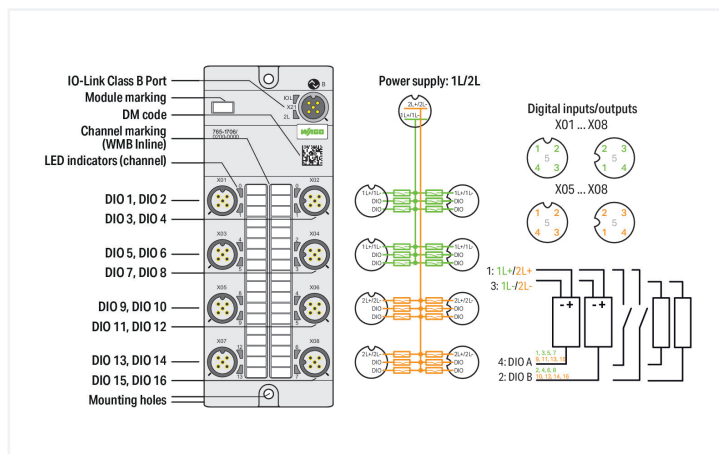 IO-Link Class B Port
Module marking
DM code
Channel marking
(WMB Inline)
LED indicators (channel)
DIO 1, DIO 2
DIO 3, DIO 4
DIO 5, DIO 6
DIO 7, DIO 8
DIO 9, DIO 10
DIO 11, DIO 12
DIO 13, DIO 14
DIO 15, DIO 16
Mounting holes
B
IOL
X21
2L
WAGO
765-1706/
0200-0000
X01
X02
X03
X04
X05
X06
X07
X08
Power supply: 1L/2L
2L+/2L-
1L+/1L-
1L+/1L-
DIO
DIO
1L+/1L-
DIO
DIO
1L+/1L-
DIO
DIO
1L+/1L-
DIO
DIO
2L+/2L-
DIO
DIO
2L+/2L-
DIO
DIO
2L+/2L-
DIO
DIO
2L+/2L-
DIO
DIO
Digital inputs/outputs
X01 ... X08
1 2
5
4 3
2 3
5
1 4
X05 ... X08
1 2
5
4 3
2 3
5
1 4
1: 1L+/2L+
3: 1L-/2L-
- +
- +
4: DIO A
1, 3, 5, 7
9, 11, 13, 15
2: DIO B
2, 4, 6, 8
10, 12, 14, 16